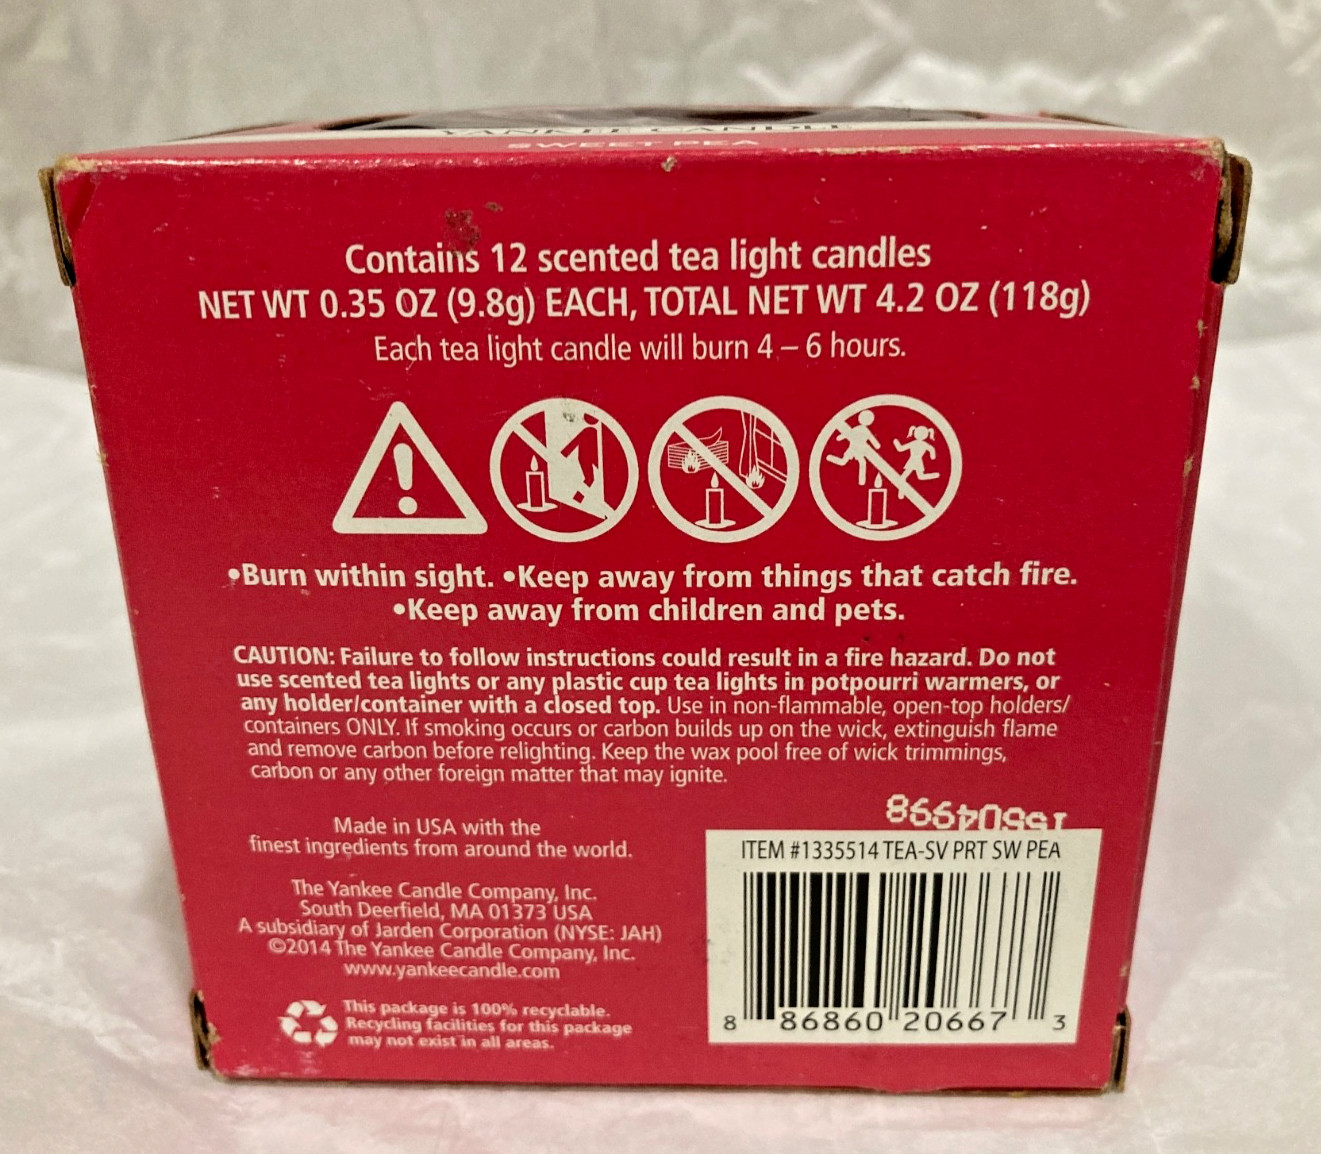 YANKEE CANDLE
SWEET PEA
Contains 12 scented tea light candles
NET WT 0.35 OZ (9.8g) EACH, TOTAL NET WT 4.2 OZ (118g)
Each tea light candle will burn 4 – 6 hours.
•Burn within sight. •Keep away from things that catch fire.
•Keep away from children and pets.
CAUTION: Failure to follow instructions could result in a fire hazard. Do not
use scented tea lights or any plastic cup tea lights in potpourri warmers, or
any holder/container with a closed top. Use in non-flammable, open-top holders/
containers ONLY. If smoking occurs or carbon builds up on the wick, extinguish flame
and remove carbon before relighting. Keep the wax pool free of wick trimmings,
carbon or any other foreign matter that may ignite.
Made in USA with the
finest ingredients from around the world.
The Yankee Candle Company, Inc.
South Deerfield, MA 01373 USA
A subsidiary of Jarden Corporation (NYSE: JAH)
©2014 The Yankee Candle Company, Inc.
www.yankeecandle.com
This package is 100% recyclable.
Recycling facilities for this package
may not exist in all areas.
ITEM #1335514 TEA-SV PRT SW PEA
8 86860 20667 3